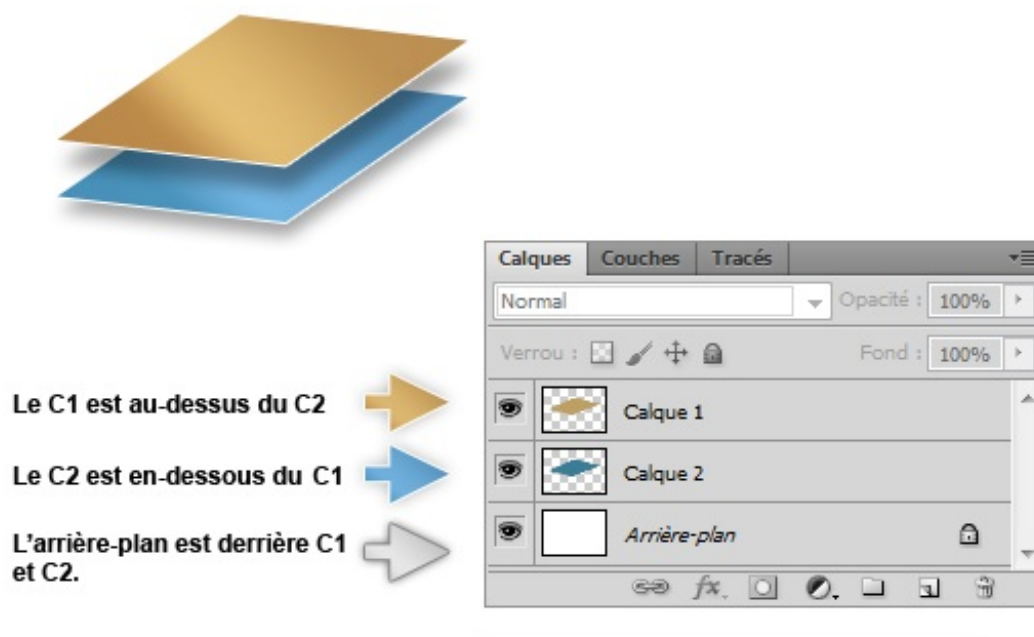 Calques Couches Tracés
Normal Opacité : 100%
Verrou : Fond : 100%
Le C1 est au-dessus du C2
Calque 1
Le C2 est en-dessous du C1
Calque 2
L'arrière-plan est derrière C1
et C2.
Arrière-plan
fx